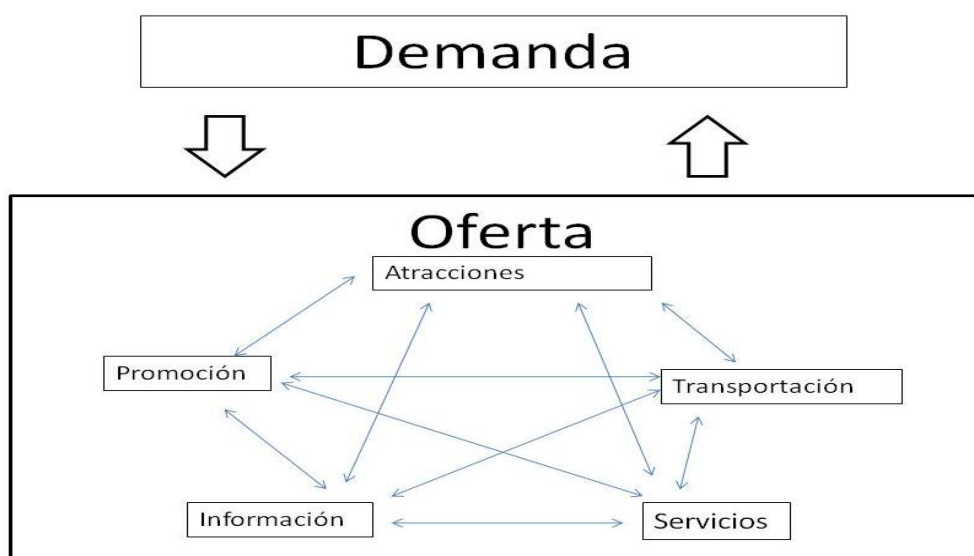 Demanda
Oferta
Atracciones
Promoción
Transportación
Información
Servicios